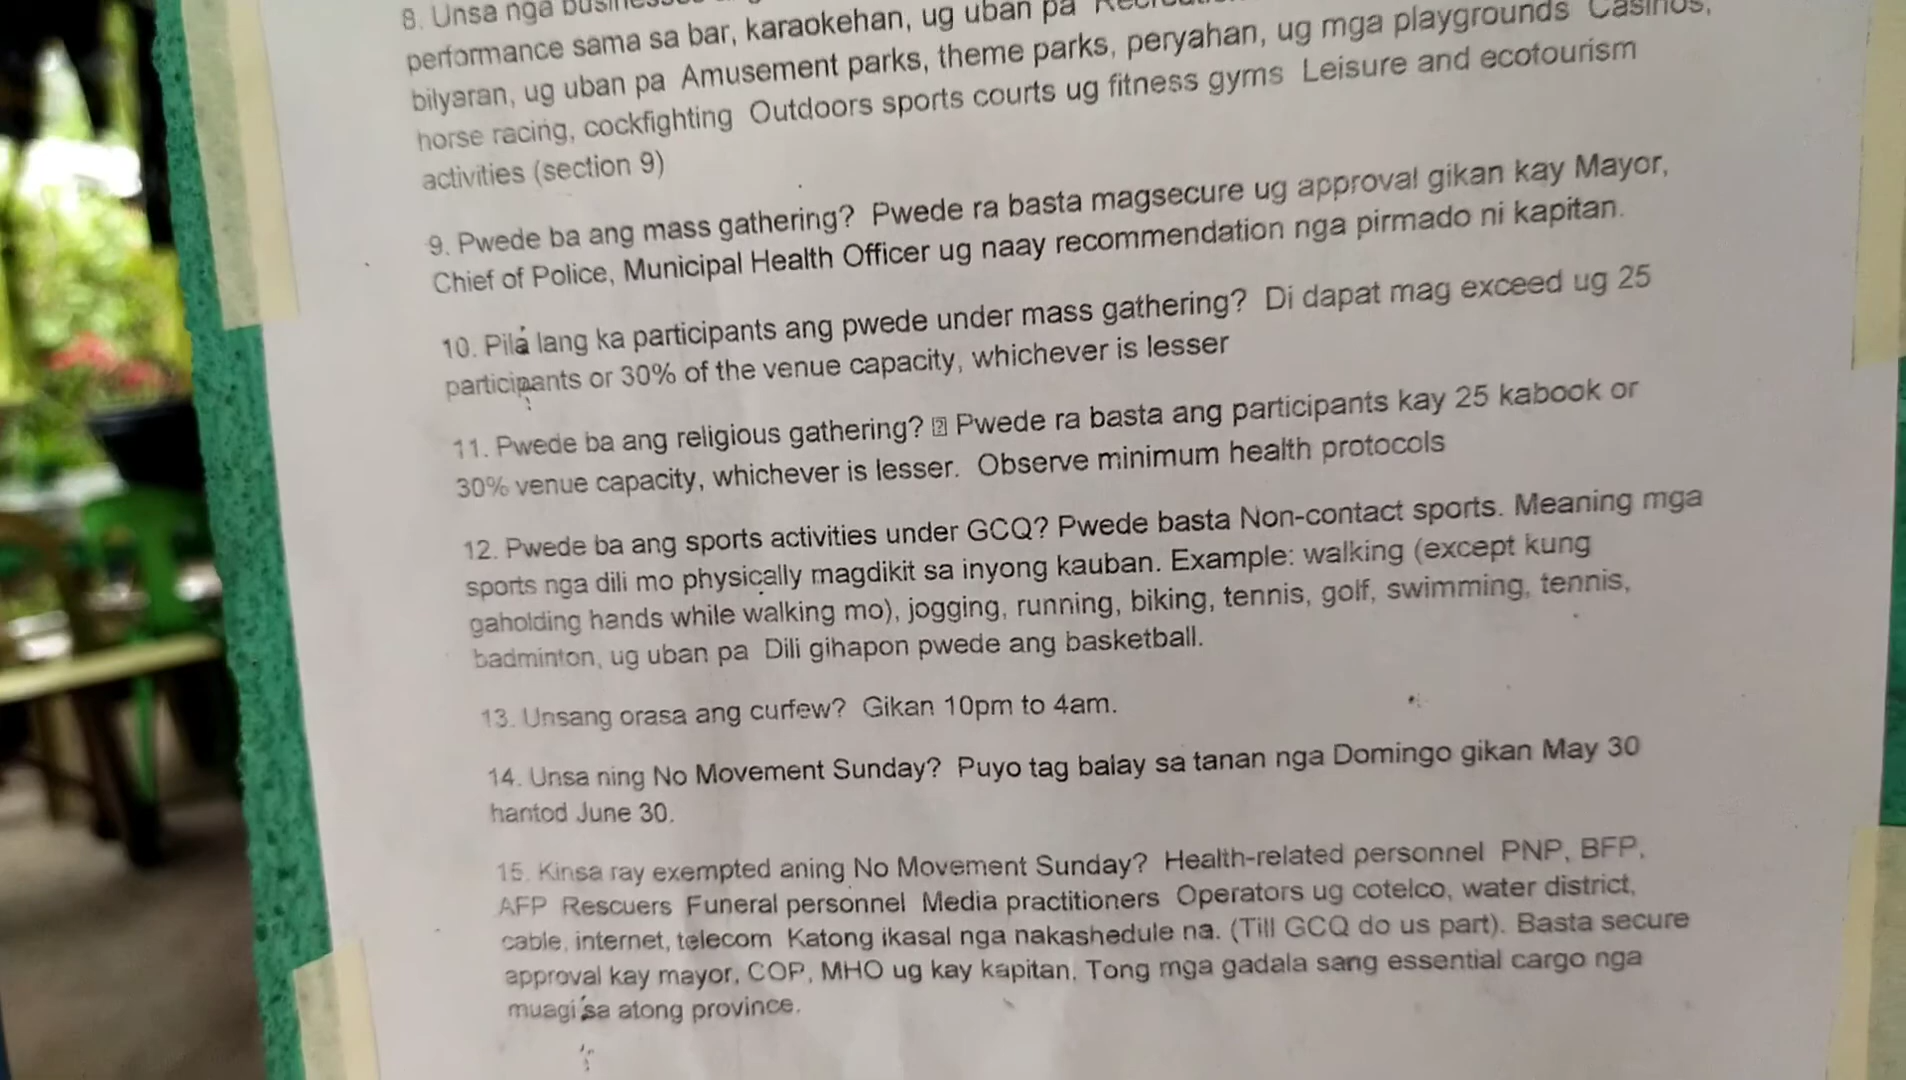 8. Unsa nga
performance sama sa bar, karaokehan, ug uban pa
bilyaran, ug uban pa Amusement parks, theme parks, peryahan, ug mga playgrounds Casinos,
horse racing, cockfighting Outdoors sports courts ug fitness gyms Leisure and ecotourism
activities (section 9)
9. Pwede ba ang mass gathering? Pwede ra basta magsecure ug approval gikan kay Mayor,
Chief of Police, Municipal Health Officer ug naay recommendation nga pirmado ni kapitan.
10. Pila lang ka participants ang pwede under mass gathering? Di dapat mag exceed ug 25
participants or 30% of the venue capacity, whichever is lesser
11. Pwede ba ang religious gathering? ⍰ Pwede ra basta ang participants kay 25 kabook or
30% venue capacity, whichever is lesser. Observe minimum health protocols
12. Pwede ba ang sports activities under GCQ? Pwede basta Non-contact sports. Meaning mga
sports nga dili mo physically magdikit sa inyong kauban. Example: walking (except kung
gaholding hands while walking mo), jogging, running, biking, tennis, golf, swimming, tennis,
badminton, ug uban pa Dili gihapon pwede ang basketball.
13. Unsang orasa ang curfew? Gikan 10pm to 4am.
14. Unsa ning No Movement Sunday? Puyo tag balay sa tanan nga Domingo gikan May 30
hantod June 30.
15. Kinsa ray exempted aning No Movement Sunday? Health-related personnel PNP, BFP,
AFP Rescuers Funeral personnel Media practitioners Operators ug cotelco, water district,
cable, internet, telecom Katong ikasal nga nakashedule na. (Till GCQ do us part). Basta secure
approval kay mayor, COP, MHO ug kay kapitan. Tong mga gadala sang essential cargo nga
muagi sa atong province.